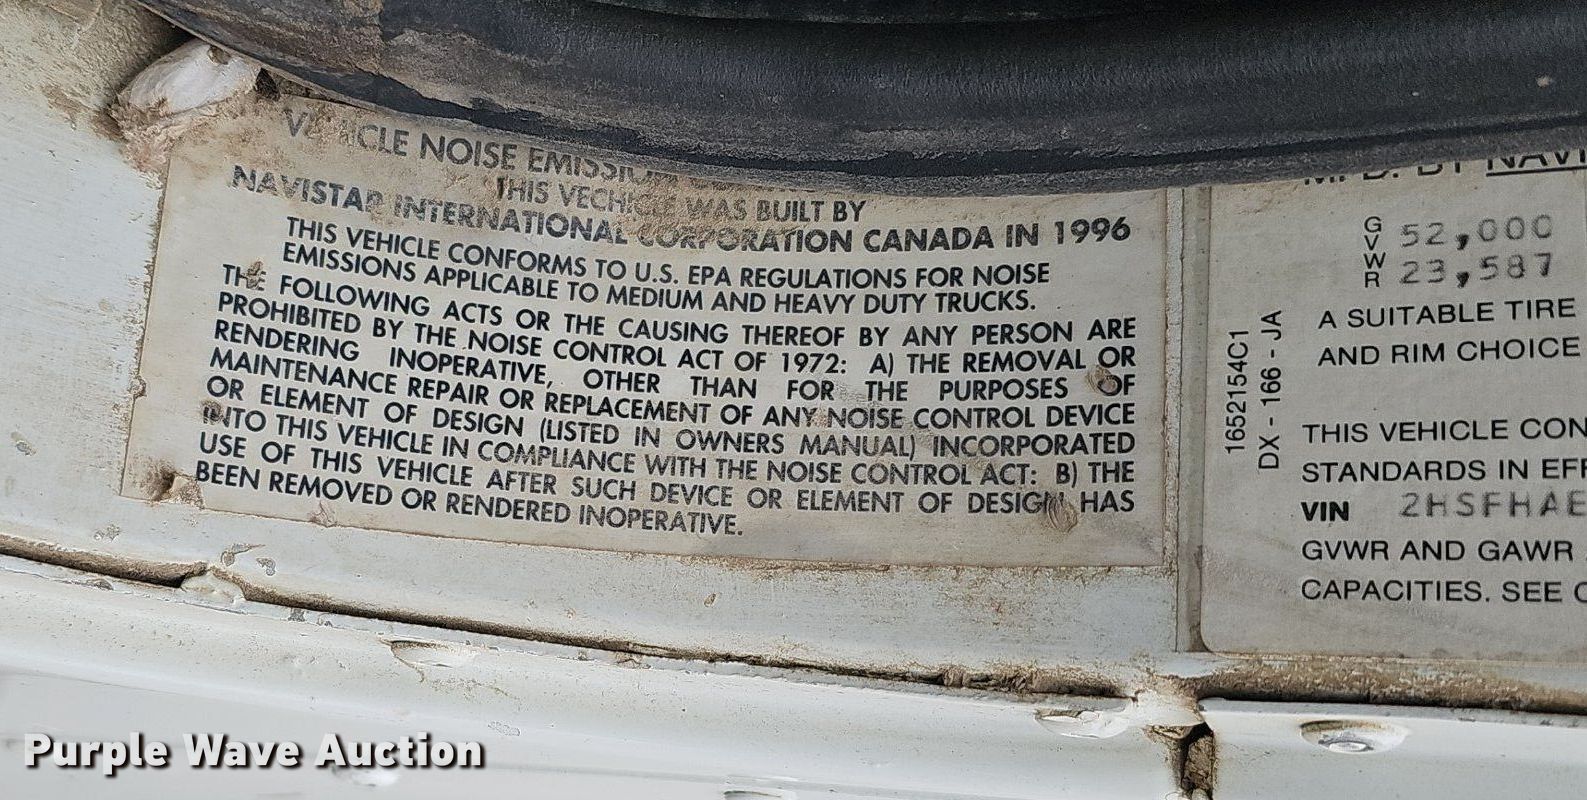 VEHICLE NOISE EMISSION
THIS VECHICLE WAS BUILT BY
NAVISTAR INTERNATIONAL CORPORATION CANADA IN 1996
THIS VEHICLE CONFORMS TO U.S. EPA REGULATIONS FOR NOISE
EMISSIONS APPLICABLE TO MEDIUM AND HEAVY DUTY TRUCKS.
THE FOLLOWING ACTS OR THE CAUSING THEREOF BY ANY PERSON ARE
PROHIBITED BY THE NOISE CONTROL ACT OF 1972: A) THE REMOVAL OR
RENDERING INOPERATIVE, OTHER THAN FOR THE PURPOSES OF
MAINTENANCE REPAIR OR REPLACEMENT OF ANY NOISE CONTROL DEVICE
OR ELEMENT OF DESIGN (LISTED IN OWNERS MANUAL) INCORPORATED
INTO THIS VEHICLE IN COMPLIANCE WITH THE NOISE CONTROL ACT: B) THE
USE OF THIS VEHICLE AFTER SUCH DEVICE OR ELEMENT OF DESIGN HAS
BEEN REMOVED OR RENDERED INOPERATIVE.
1652154C1
DX - 166 - JA
MFD. BY NAVI
GVWR 52,000
23,587
A SUITABLE TIRE
AND RIM CHOICE
THIS VEHICLE CON
STANDARDS IN EFF
VIN 2HSFHAE
GVWR AND GAWR
CAPACITIES. SEE
Purple Wave Auction